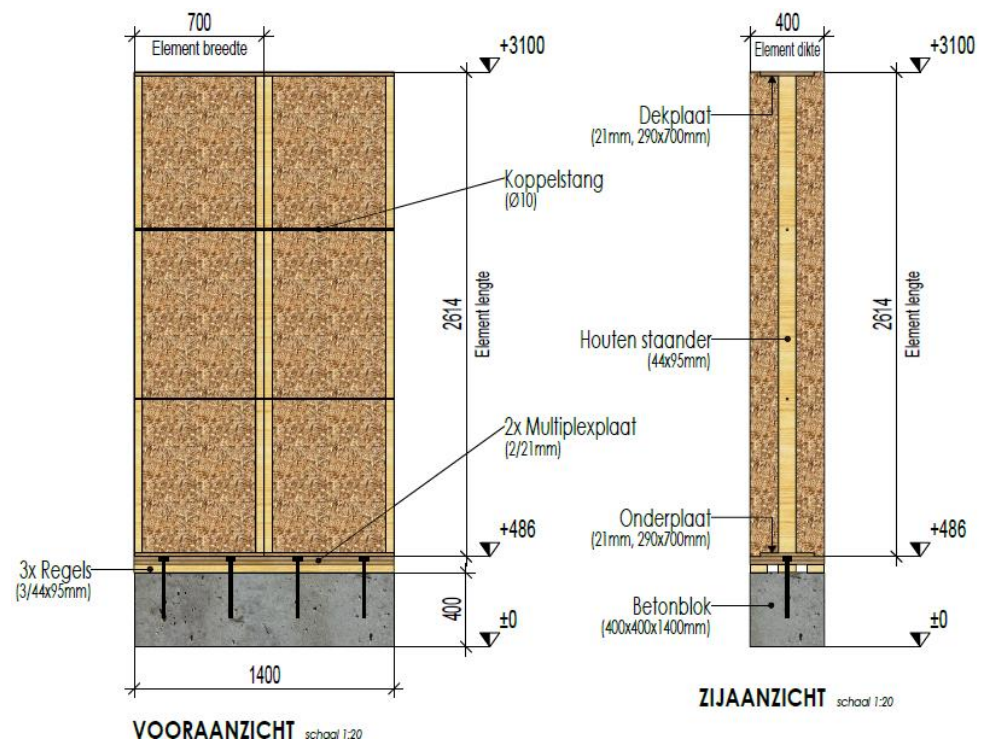 700
Element breedte
+3100
Koppelstang
(Ø10)
2614
Element lengte
2x Multiplexplaat
(2/21mm)
+486
3x Regels
(3/44x95mm)
400
±0
1400
VOORAANZICHT schaal 1:20
400
Element dikte
+3100
Dekplaat
(21mm, 290x700mm)
Houten staander
(44x95mm)
2614
Element lengte
Onderplaat
(21mm, 290x700mm)
+486
Betonblok
(400x400x1400mm)
±0
ZIJAANZICHT schaal 1:20